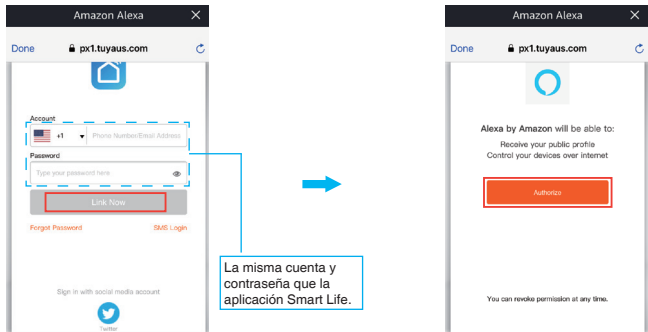 Amazon Alexa
Done
px1.tuyaus.com
Account
+1
Phone Number/Email Address
Password
Type your password here
Link Now
Forgot Password
SMS Login
Sign in with social media account
Twitter
La misma cuenta y
contraseña que la
aplicación Smart Life.
Amazon Alexa
Done
px1.tuyaus.com
Alexa by Amazon will be able to:
Receive your public profile
Control your devices over internet
Authorize
You can revoke permission at any time.